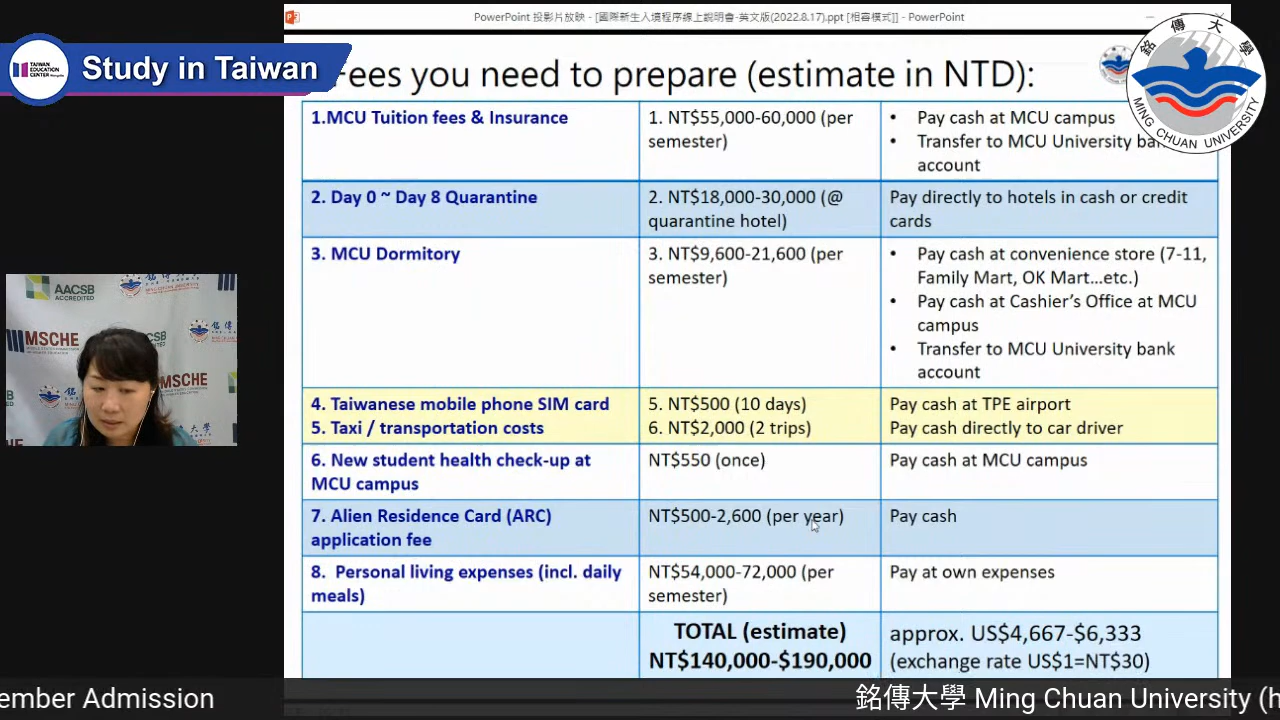 PowerPoint 投影片放映 - [國際新生入境程序線上說明會-英文版(2022.8.17).ppt [相容模式]] - PowerPoint
TAIWAN EDUCATION CENTER
Study in Taiwan
Fees you need to prepare (estimate in NTD):
銘傳大學
MING CHUAN UNIVERSITY
1.MCU Tuition fees & Insurance
1. NT$55,000-60,000 (per
semester)
• Pay cash at MCU campus
• Transfer to MCU University bank
account
2. Day 0 ~ Day 8 Quarantine
2. NT$18,000-30,000 (@
quarantine hotel)
Pay directly to hotels in cash or credit
cards
3. MCU Dormitory
3. NT$9,600-21,600 (per
semester)
• Pay cash at convenience store (7-11,
Family Mart, OK Mart…etc.)
• Pay cash at Cashier’s Office at MCU
campus
• Transfer to MCU University bank
account
4. Taiwanese mobile phone SIM card
5. NT$500 (10 days)
Pay cash at TPE airport
5. Taxi / transportation costs
6. NT$2,000 (2 trips)
Pay cash directly to car driver
6. New student health check-up at
MCU campus
NT$550 (once)
Pay cash at MCU campus
7. Alien Residence Card (ARC)
application fee
NT$500-2,600 (per year)
Pay cash
8. Personal living expenses (incl. daily
meals)
NT$54,000-72,000 (per
semester)
Pay at own expenses
TOTAL (estimate)
NT$140,000-$190,000
approx. US$4,667-$6,333
(exchange rate US$1=NT$30)
AACSB
ACCREDITED
MSCHE
MSCHE
ember Admission
銘傳大學 Ming Chuan University (h